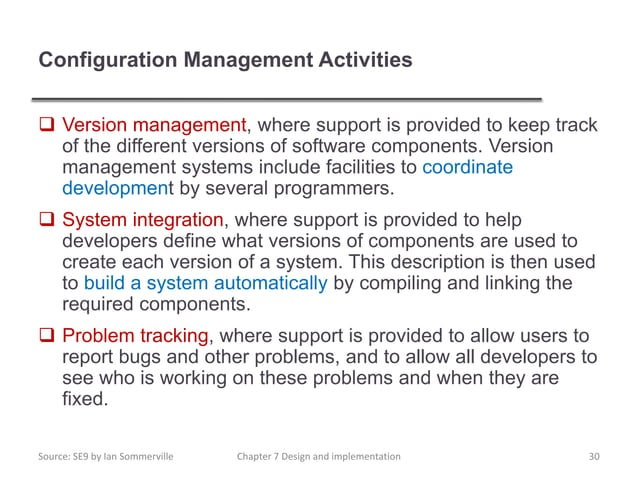 Configuration Management Activities
❑ Version management, where support is provided to keep track
of the different versions of software components. Version
management systems include facilities to coordinate
development by several programmers.
❑ System integration, where support is provided to help
developers define what versions of components are used to
create each version of a system. This description is then used
to build a system automatically by compiling and linking the
required components.
❑ Problem tracking, where support is provided to allow users to
report bugs and other problems, and to allow all developers to
see who is working on these problems and when they are
fixed.
Source: SE9 by Ian Sommerville Chapter 7 Design and implementation 30